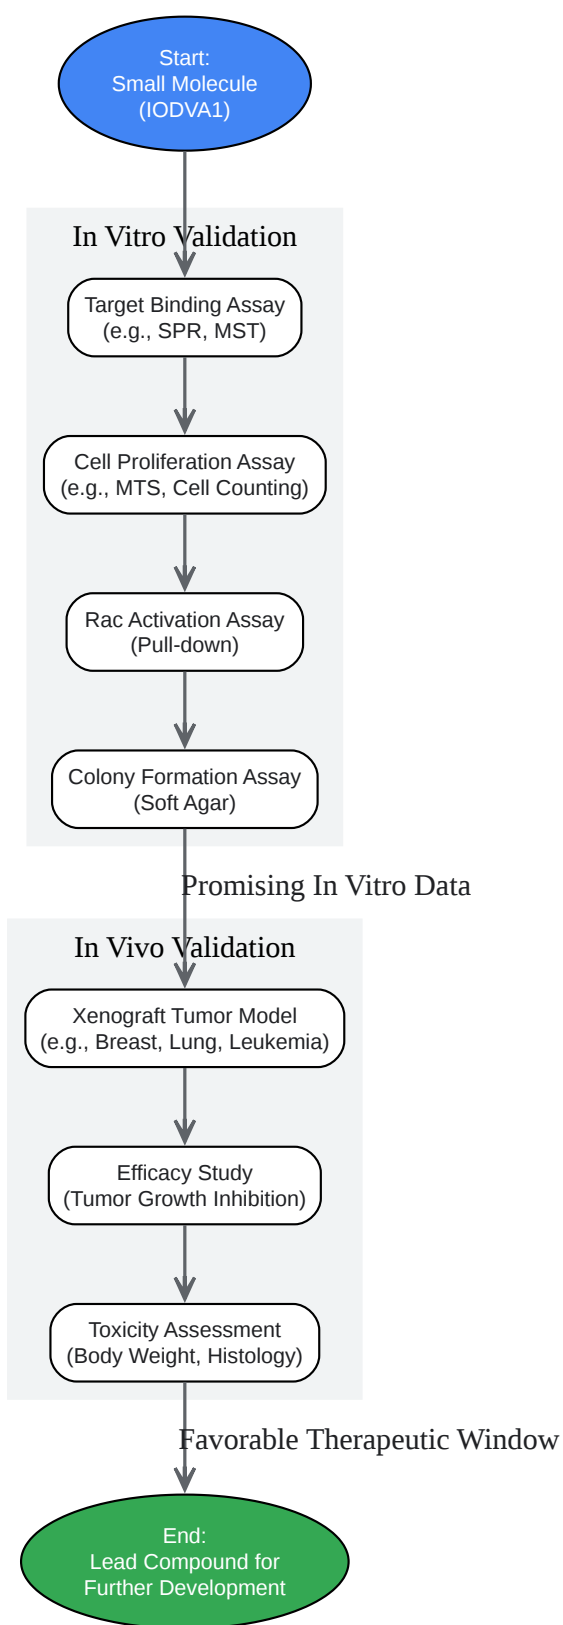 Start:
Small Molecule
(IODVA1)
In Vitro Validation
Target Binding Assay
(e.g., SPR, MST)
Cell Proliferation Assay
(e.g., MTS, Cell Counting)
Rac Activation Assay
(Pull-down)
Colony Formation Assay
(Soft Agar)
Promising In Vitro Data
In Vivo Validation
Xenograft Tumor Model
(e.g., Breast, Lung, Leukemia)
Efficacy Study
(Tumor Growth Inhibition)
Toxicity Assessment
(Body Weight, Histology)
Favorable Therapeutic Window
End:
Lead Compound for
Further Development